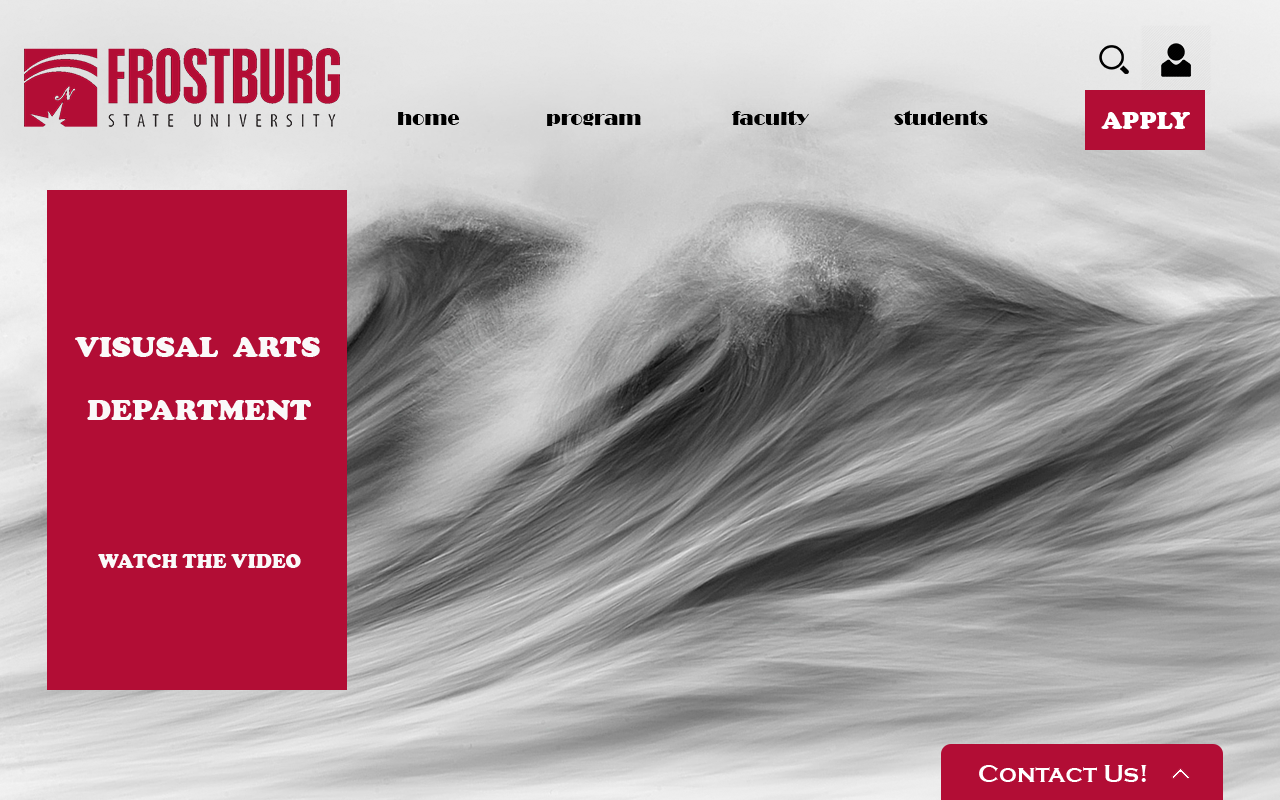 FROSTBURG
STATE UNIVERSITY
N
home
program
faculty
students
APPLY
VISUSAL ARTS
DEPARTMENT
WATCH THE VIDEO
Contact Us!